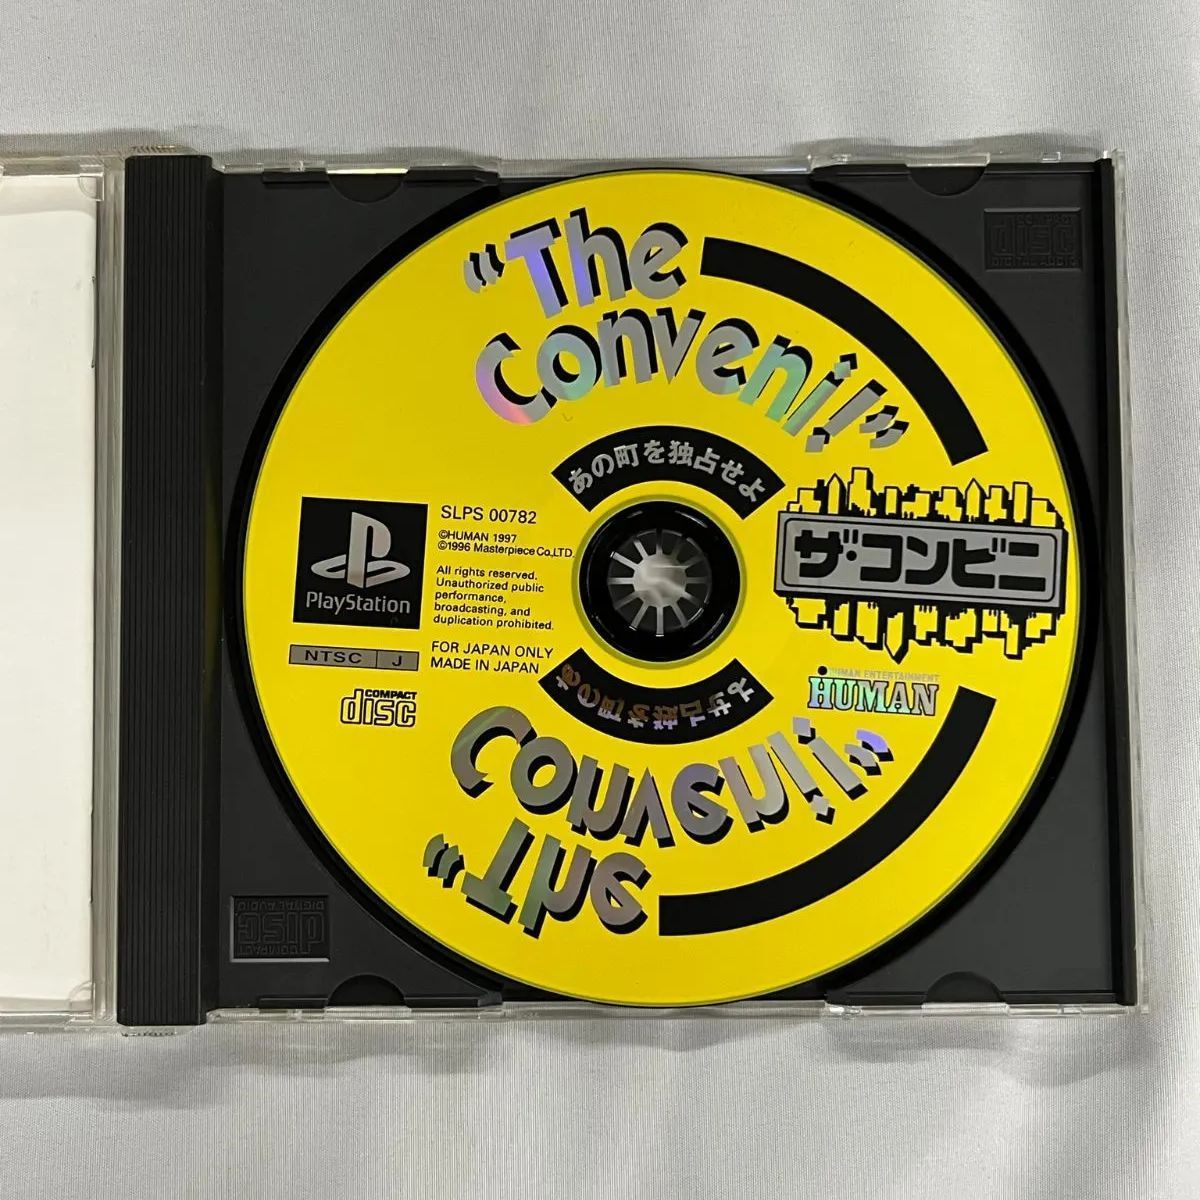 “The
Conveni!!”
あの町を独占せよ
SLPS 00782
©HUMAN 1997
©1996 Masterpiece Co.,LTD.
All rights reserved.
Unauthorized public
performance,
broadcasting, and
duplication prohibited.
PlayStation
NTSC J
FOR JAPAN ONLY
MADE IN JAPAN
COMPACT
disc
ザ・コンビニ
HUMAN ENTERTAINMENT
HUMAN
あの町を独占せよ
Conveni!!”
“The
COMPACT
disc
DIGITAL AUDIO
COMPACT
disc
DIGITAL AUDIO